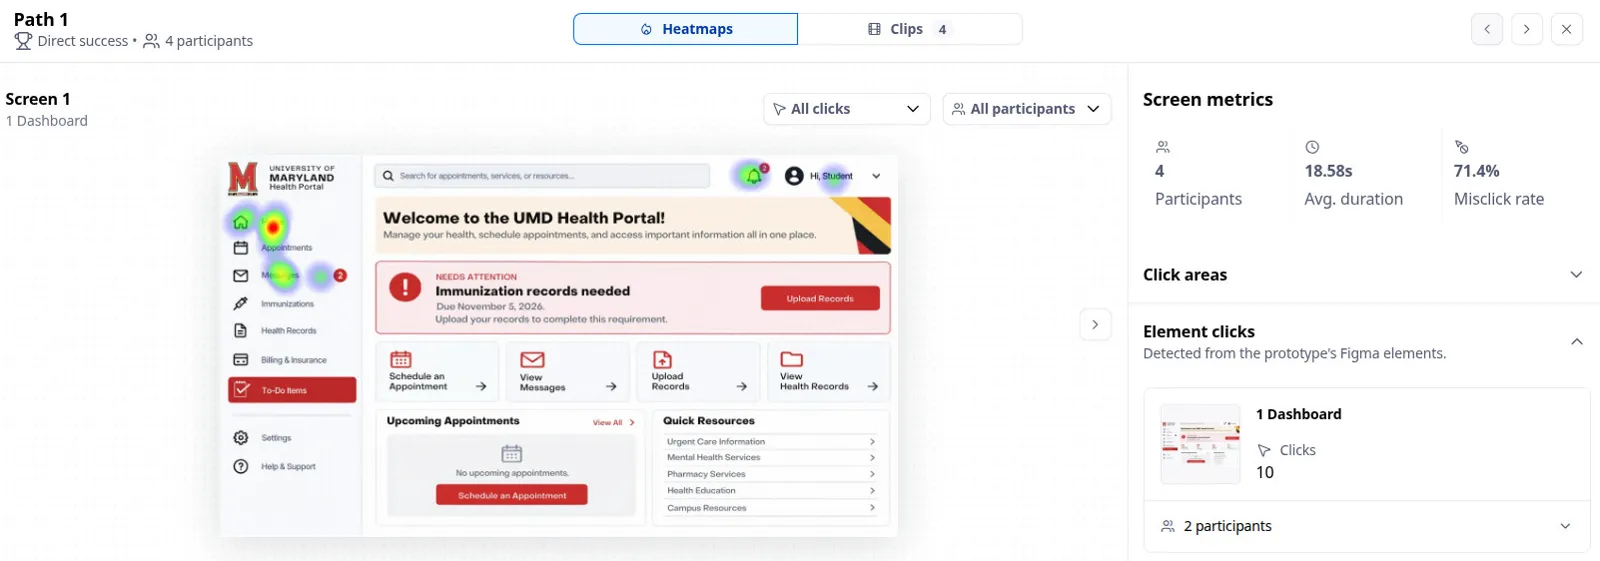 Path 1
Direct success • 4 participants
Heatmaps
Clips 4
Screen 1
1 Dashboard
All clicks
All participants
UNIVERSITY OF
MARYLAND
Health Portal
Search for appointments, services, or resources...
2
Hi, Student
Appointments
Messages
2
Immunizations
Health Records
Billing & Insurance
To-Do Items
Settings
Help & Support
Welcome to the UMD Health Portal!
Manage your health, schedule appointments, and access important information all in one place.
NEEDS ATTENTION
Immunization records needed
Due November 5, 2026.
Upload your records to complete this requirement.
Upload Records
Schedule an
Appointment
View
Messages
Upload
Records
View
Health Records
Upcoming Appointments
View All
No upcoming appointments.
Schedule an Appointment
Quick Resources
Urgent Care Information
Mental Health Services
Pharmacy Services
Health Education
Campus Resources
Screen metrics
4
Participants
18.58s
Avg. duration
71.4%
Misclick rate
Click areas
Element clicks
Detected from the prototype's Figma elements.
1 Dashboard
Clicks
10
2 participants